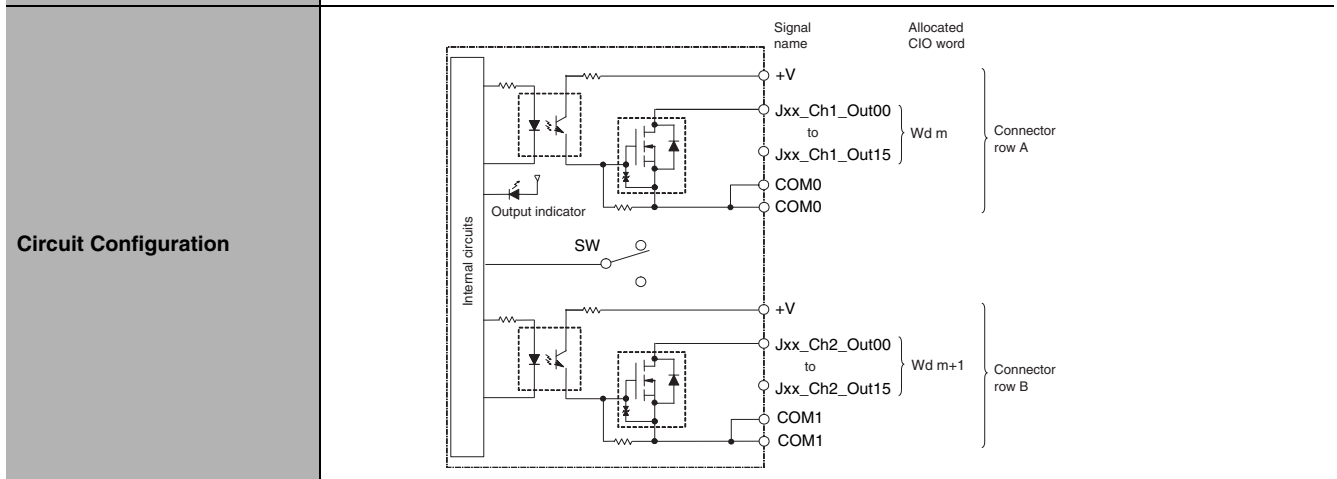 Circuit Configuration
Signal
name
Allocated
CIO word
Internal circuits
+V
Jxx_Ch1_Out00
to
Jxx_Ch1_Out15
Wd m
Connector
row A
COM0
COM0
Output indicator
SW
+V
Jxx_Ch2_Out00
to
Jxx_Ch2_Out15
Wd m+1
Connector
row B
COM1
COM1